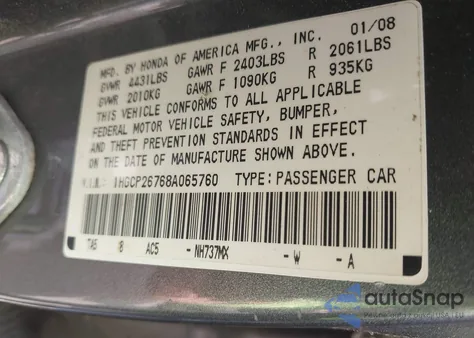 MFD. BY HONDA OF AMERICA MFG., INC. 01/08
GVWR 4431LBS GAWR F 2403LBS R 2061LBS
GVWR 2010KG GAWR F 1090KG R 935KG
THIS VEHICLE CONFORMS TO ALL APPLICABLE
FEDERAL MOTOR VEHICLE SAFETY, BUMPER,
AND THEFT PREVENTION STANDARDS IN EFFECT
ON THE DATE OF MANUFACTURE SHOWN ABOVE.
V.I.N. 1HGCP26768A065760 TYPE:PASSENGER CAR
AC5 -NH737MX -W -A
autoSnap